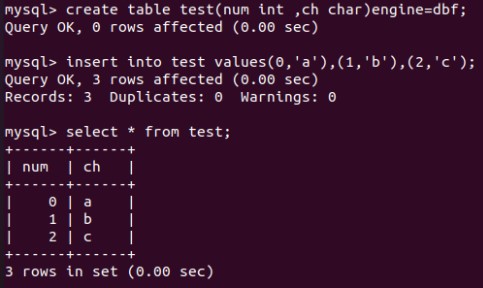 mysql> create table test(num int ,ch char)engine=dbf;
Query OK, 0 rows affected (0.00 sec)
mysql> insert into test values(0,'a'),(1,'b'),(2,'c');
Query OK, 3 rows affected (0.00 sec)
Records: 3  Duplicates: 0  Warnings: 0
mysql> select * from test;
+------+------+
| num  | ch   |
+------+------+
|    0 | a    |
|    1 | b    |
|    2 | c    |
+------+------+
3 rows in set (0.00 sec)